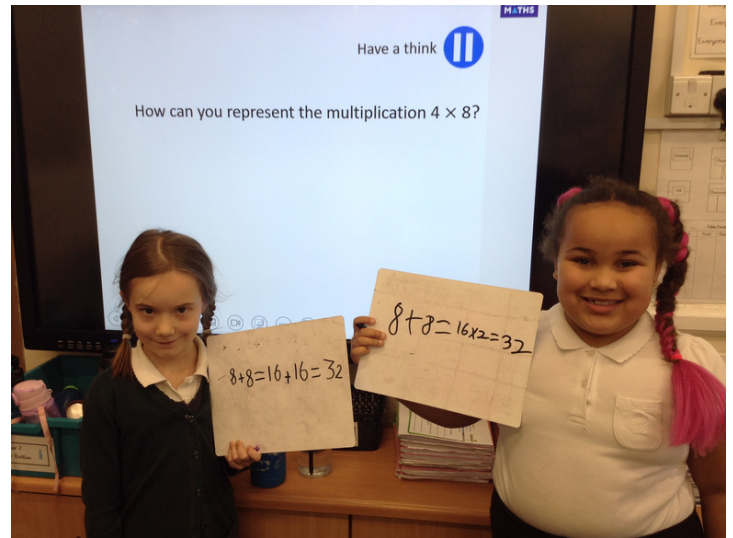 MATHS
Have a think
How can you represent the multiplication 4 × 8?
8+8=16+16=32
8+8=16x2=32